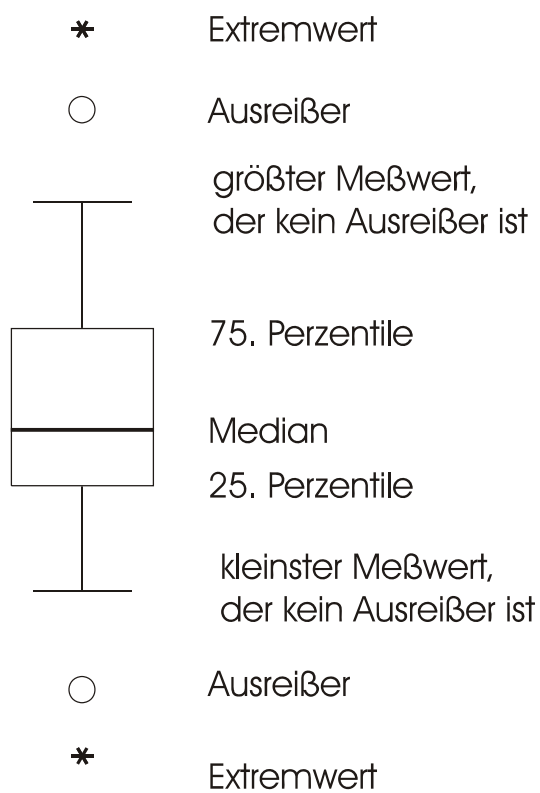 Extremwert
Ausreißer
größter Meßwert,
der kein Ausreißer ist
75. Perzentile
Median
25. Perzentile
kleinster Meßwert,
der kein Ausreißer ist
Ausreißer
Extremwert